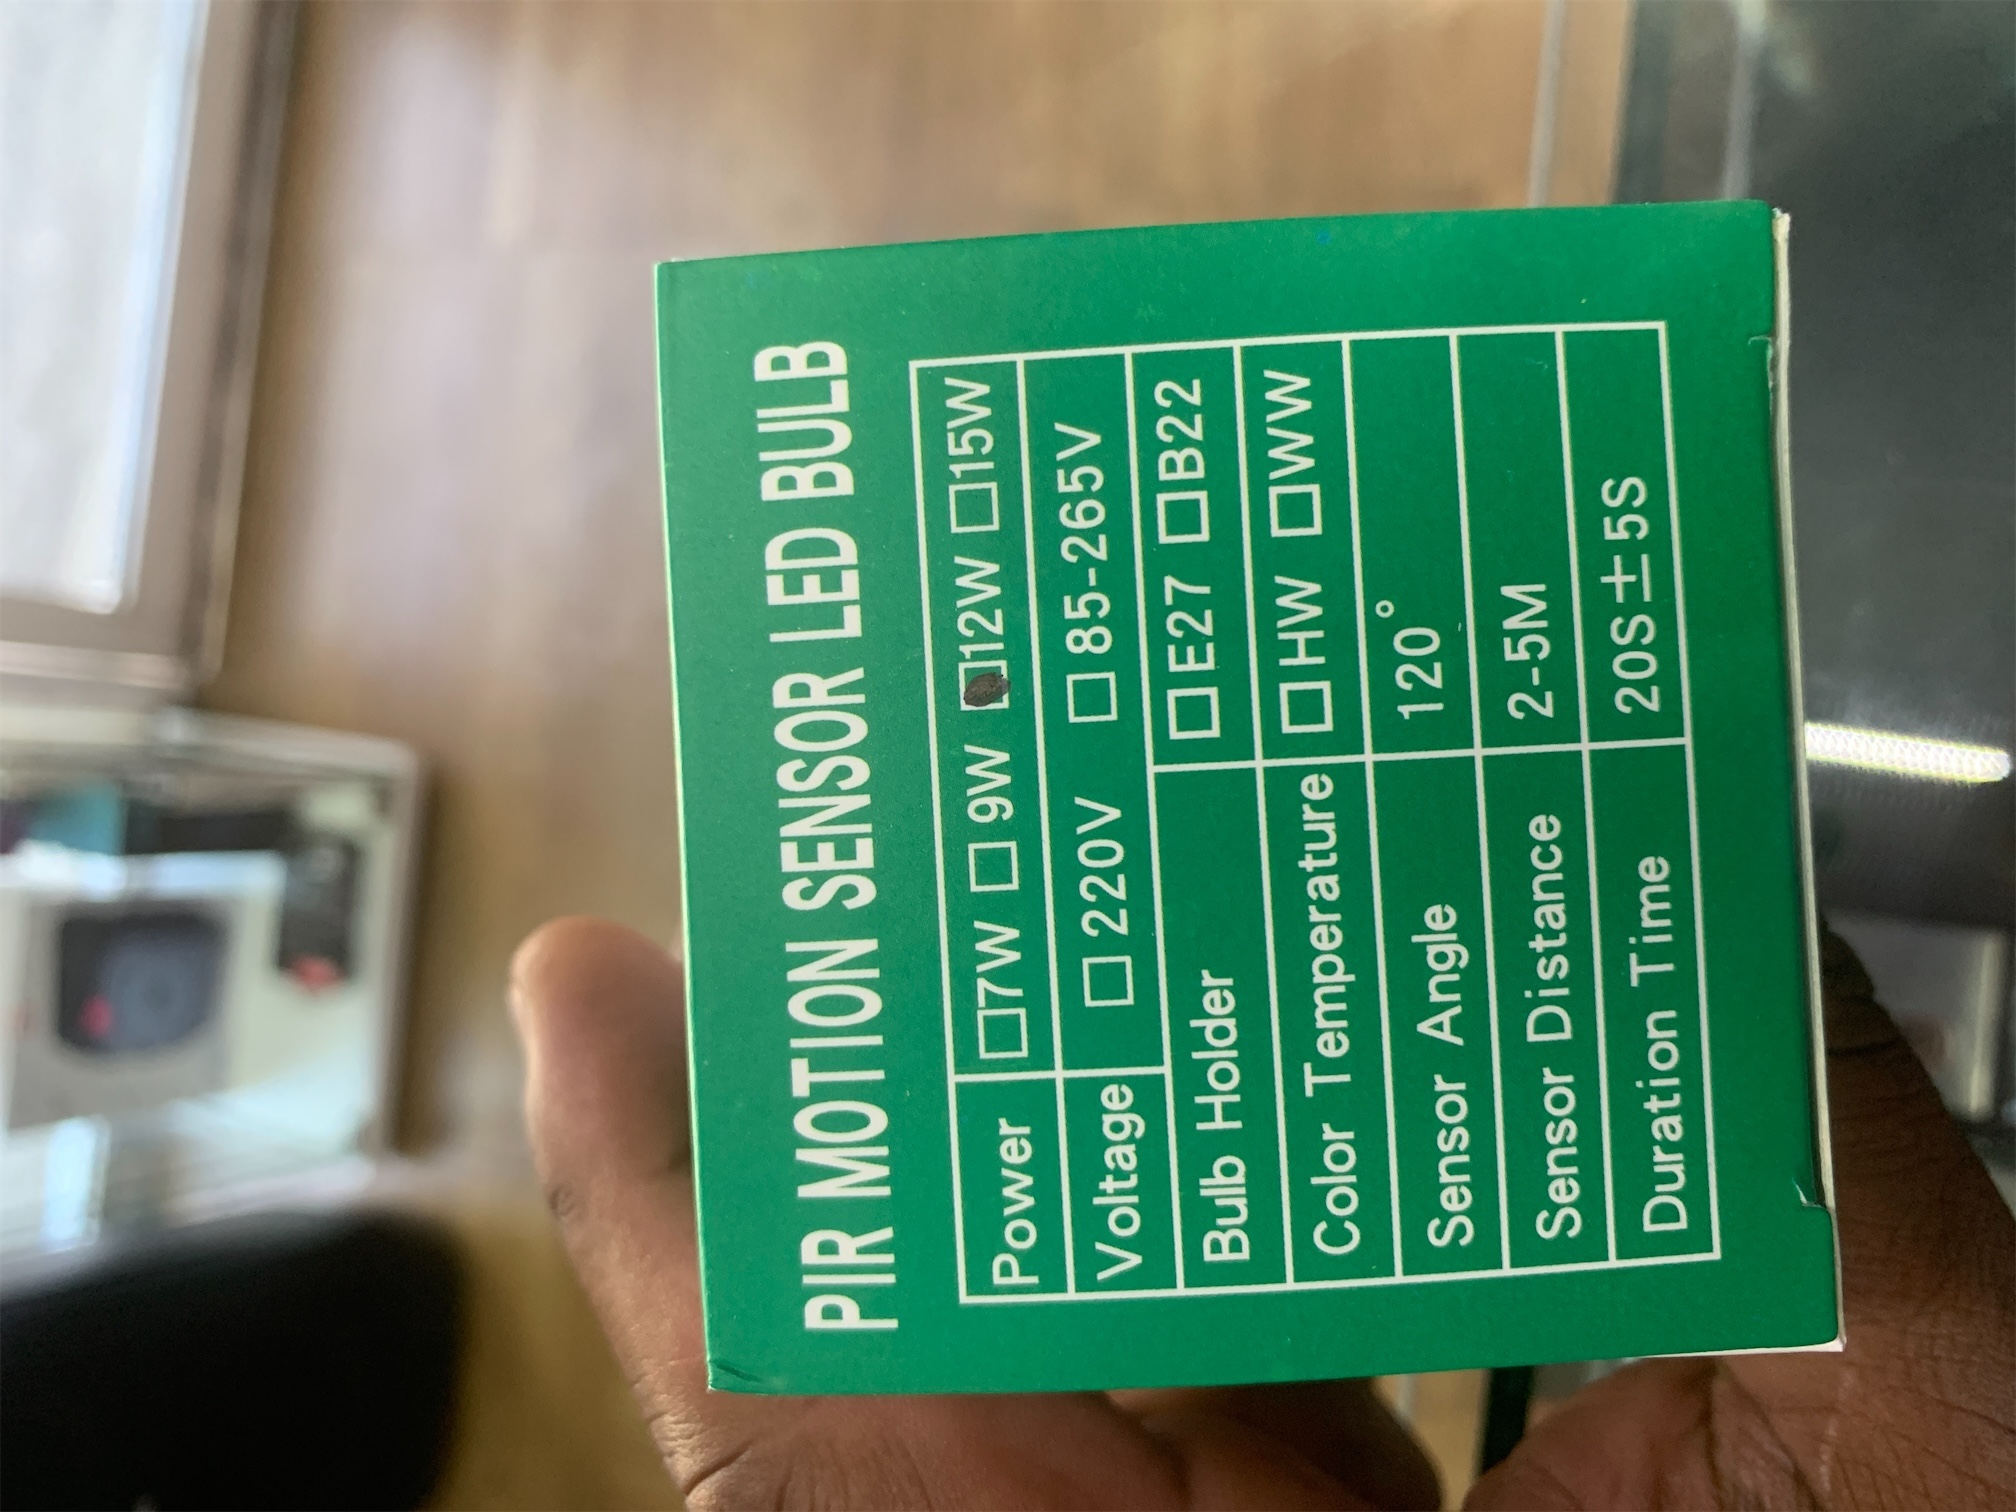 PIR MOTION SENSOR LED BULB
Power □7W □9W ■12W □15W
Voltage □220V □85-265V
Bulb Holder □E27 □B22
Color Temperature □HW □WW
Sensor Angle 120°
Sensor Distance 2-5M
Duration Time 20S±5S